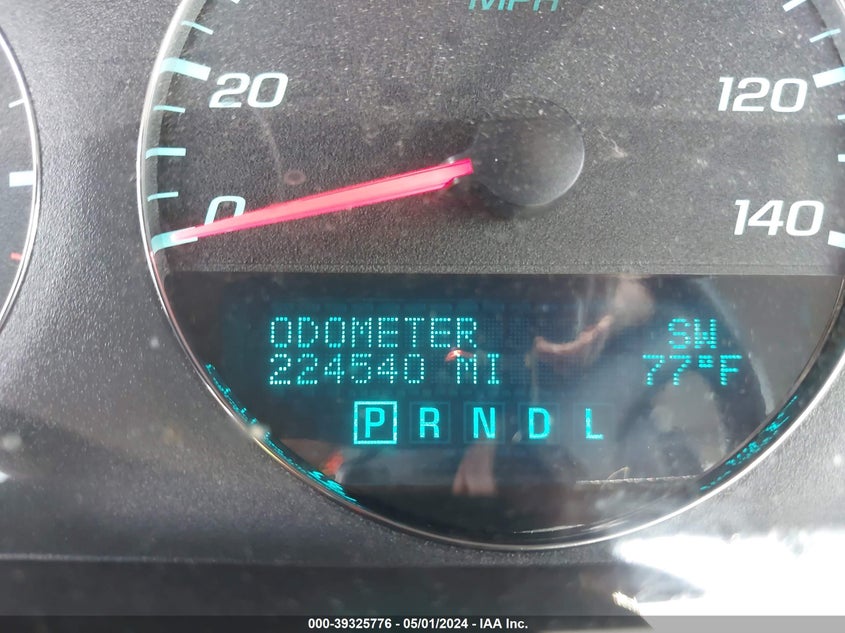 MPH
20
120
0
140
ODOMETER SW
224540 MI 77°F
P R N D L
000-39325776 - 05/01/2024 - IAA Inc.